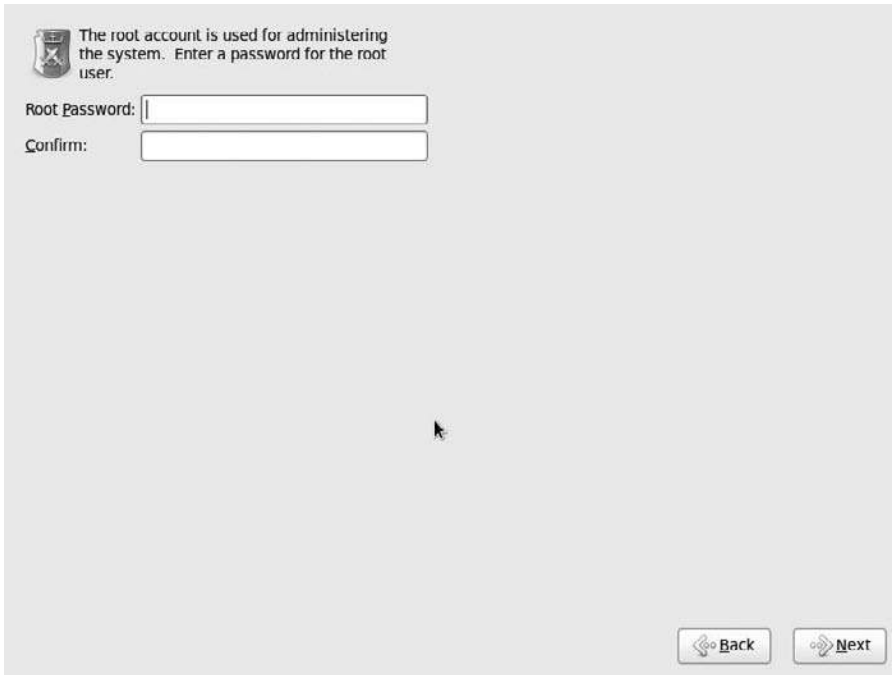 The root account is used for administering
the system.  Enter a password for the root
user.
Root Password:
Confirm:
Back
Next